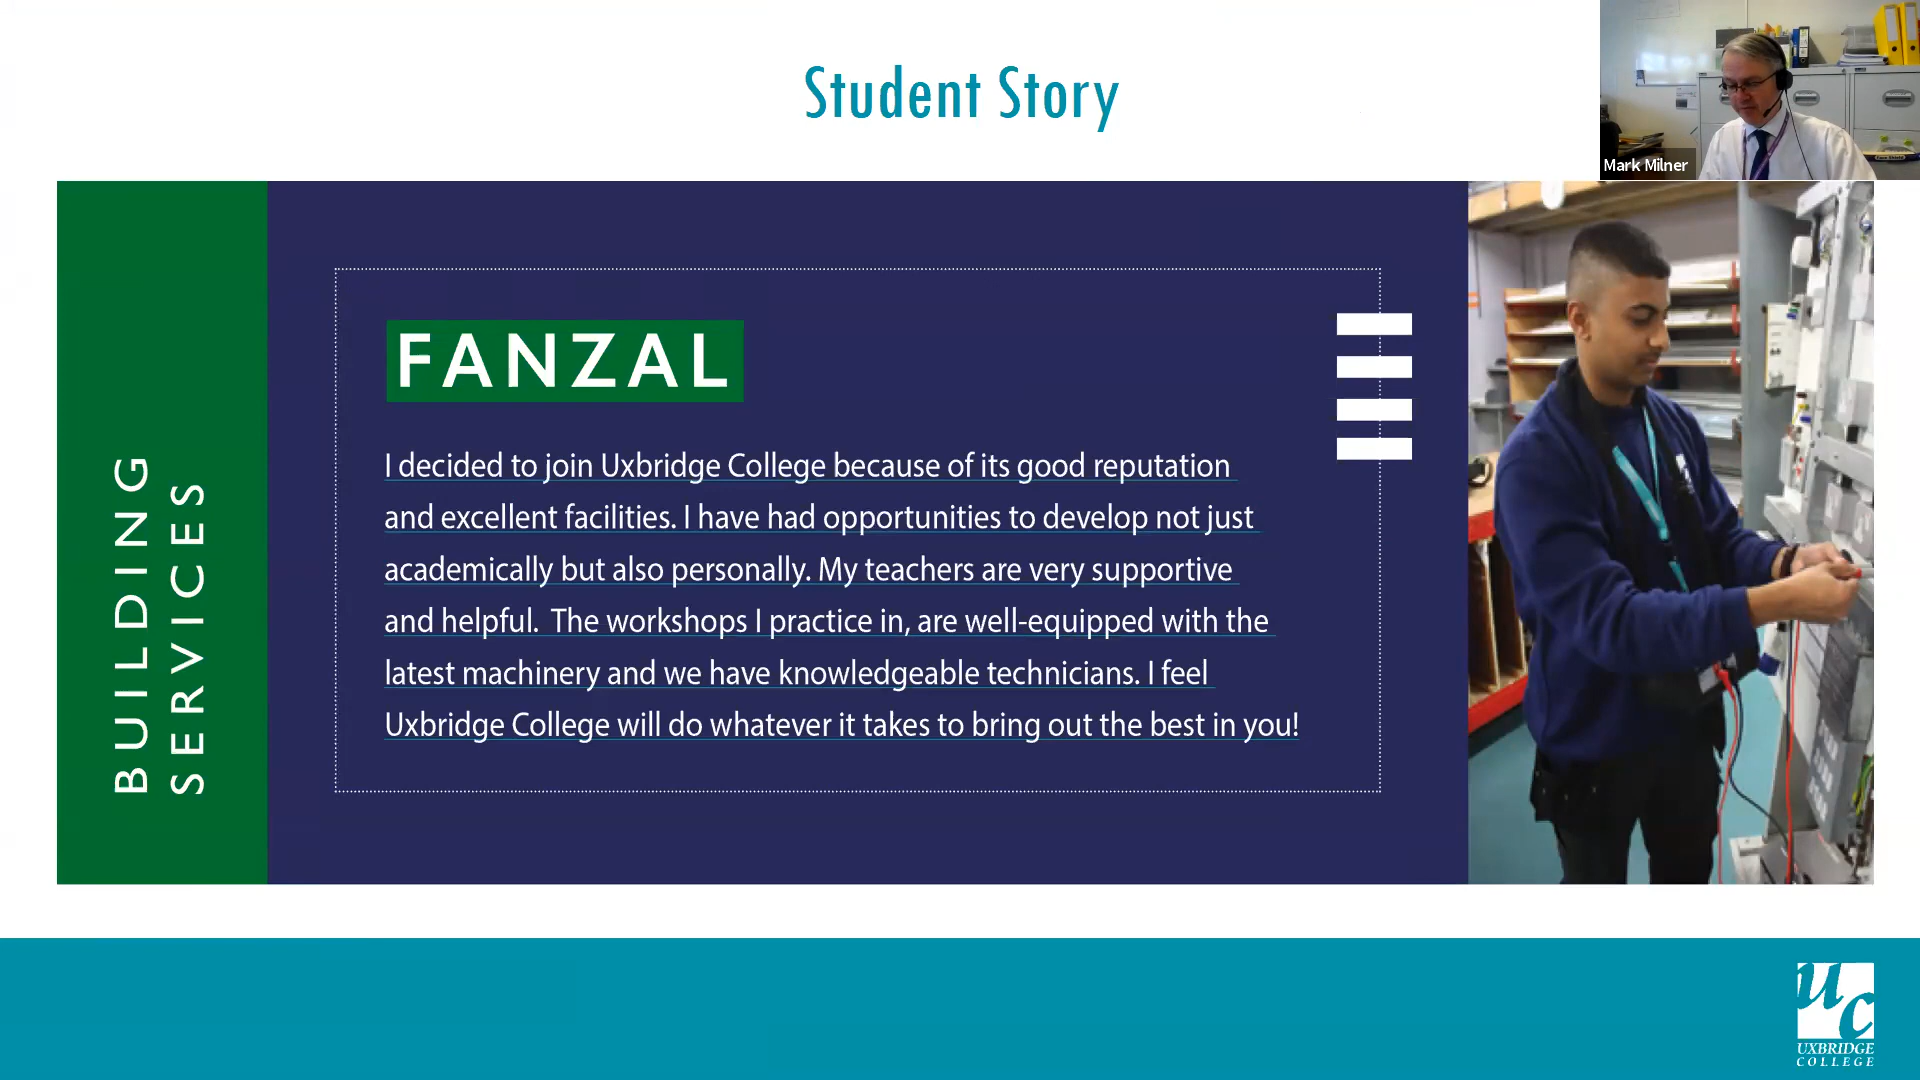 Student Story
Mark Milner
BUILDING
SERVICES
FANZAL
I decided to join Uxbridge College because of its good reputation
and excellent facilities. I have had opportunities to develop not just
academically but also personally. My teachers are very supportive
and helpful.  The workshops I practice in, are well-equipped with the
latest machinery and we have knowledgeable technicians. I feel
Uxbridge College will do whatever it takes to bring out the best in you!
uc
UXBRIDGE
COLLEGE